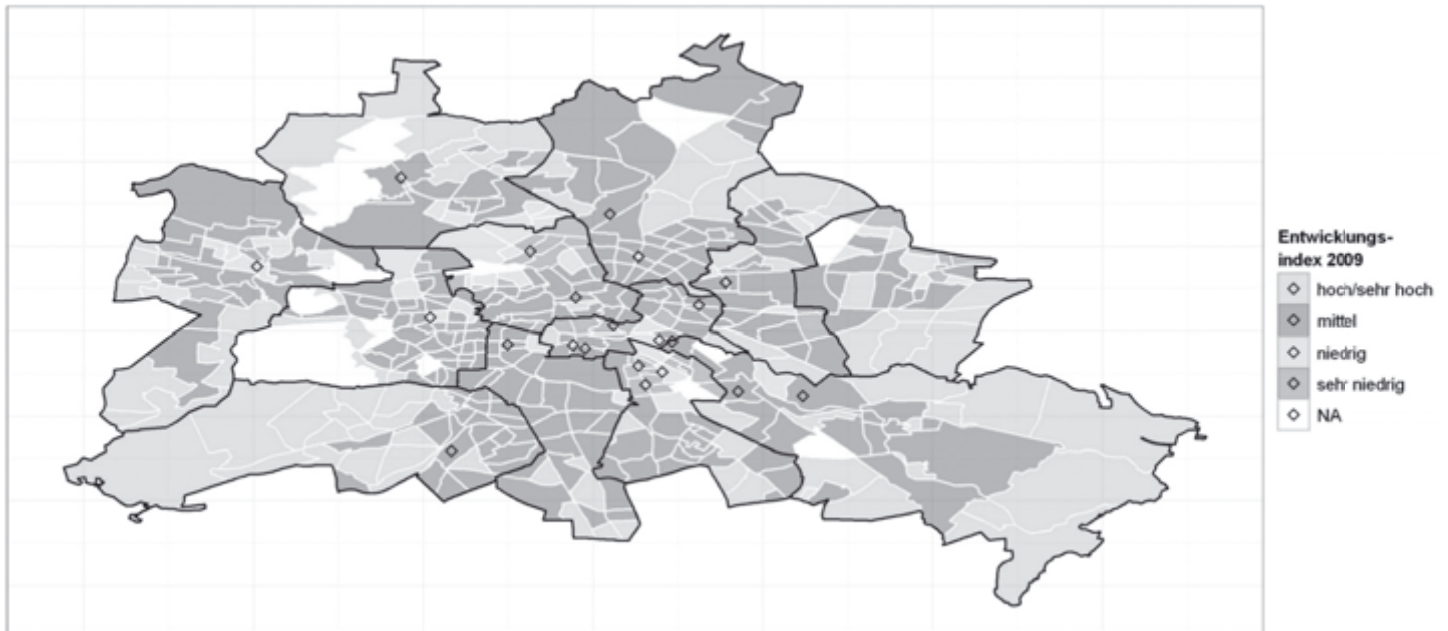 Entwicklungs-
index 2009
hoch/sehr hoch
mittel
niedrig
sehr niedrig
NA